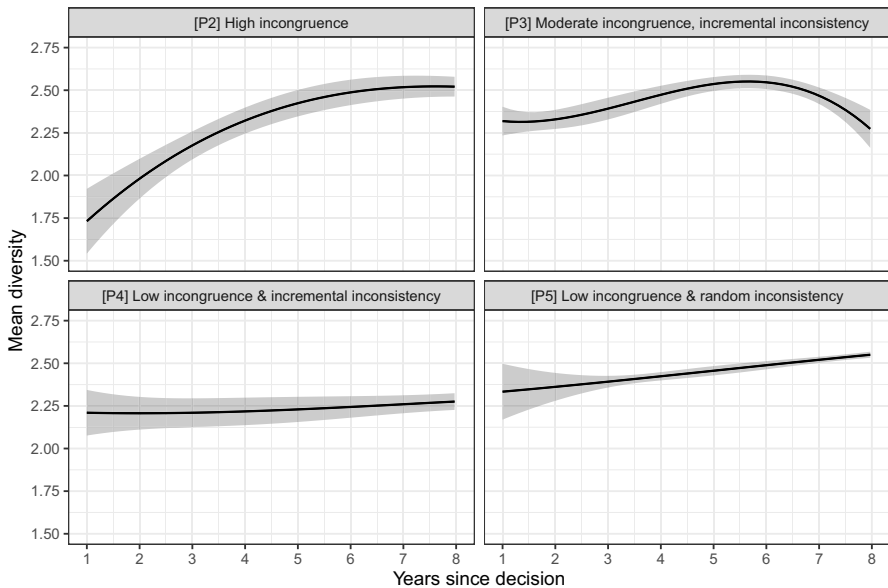 [P2] High incongruence
[P3] Moderate incongruence, incremental inconsistency
2.75
2.50
2.25
2.00
1.75
1.50
[P4] Low incongruence & incremental inconsistency
[P5] Low incongruence & random inconsistency
2.75
2.50
2.25
2.00
1.75
1.50
1 2 3 4 5 6 7 8
1 2 3 4 5 6 7 8
Mean diversity
Years since decision